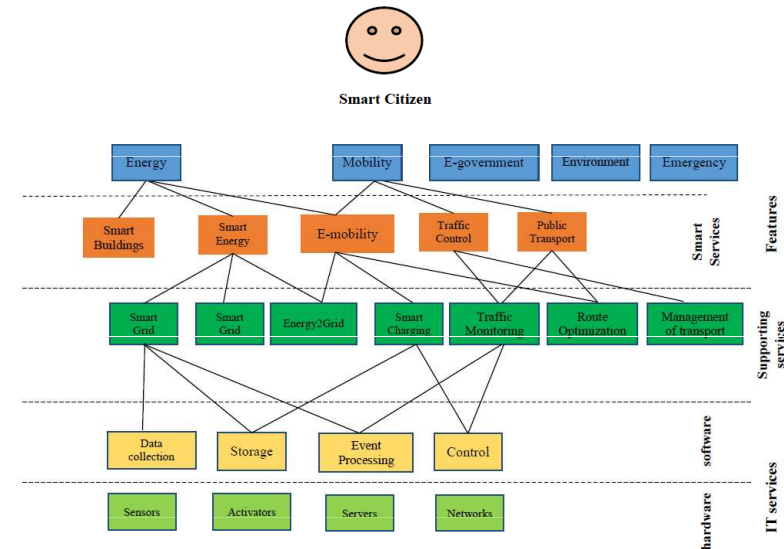 Smart Citizen
Energy
Mobility
E-government
Environment
Emergency
Features
Smart
Buildings
Smart
Energy
E-mobility
Traffic
Control
Public
Transport
Smart
Services
Smart
Grid
Smart
Grid
Energy2Grid
Smart
Charging
Traffic
Monitoring
Route
Optimization
Management
of transport
Supporting
services
Data
collection
Storage
Event
Processing
Control
software
Sensors
Activators
Servers
Networks
hardware
IT services